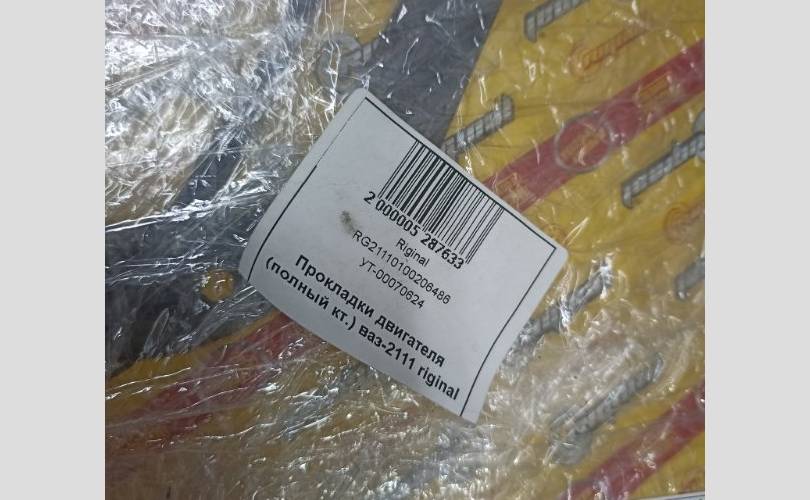 2 000005 287633
Riginal
RG21110100206486
УТ-00070624
Прокладки двигателя
(полный кт.) ваз-2111 riginal